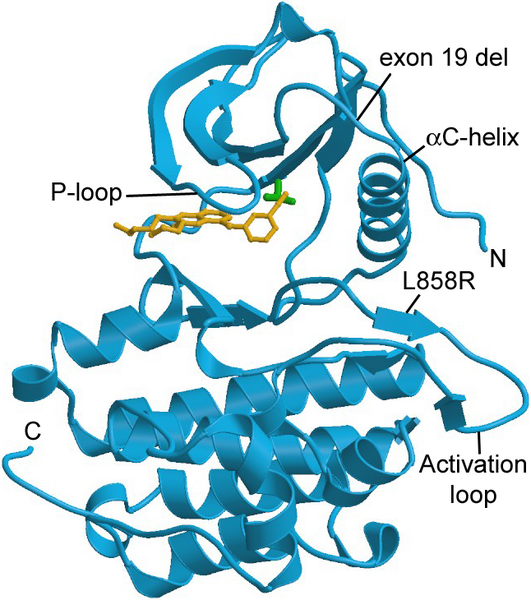 exon 19 del
αC-helix
P-loop
N
L858R
C
Activation
loop